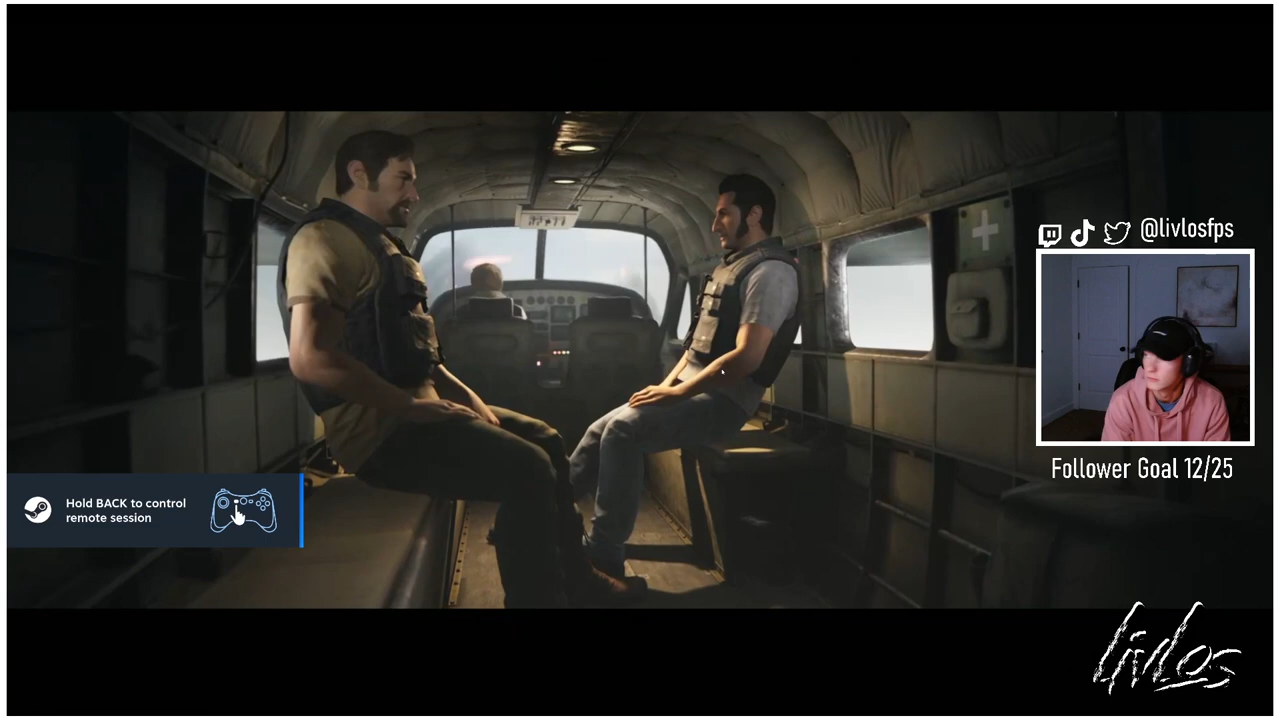 @livlosfps
Follower Goal 12/25
Hold BACK to control
remote session
livlos